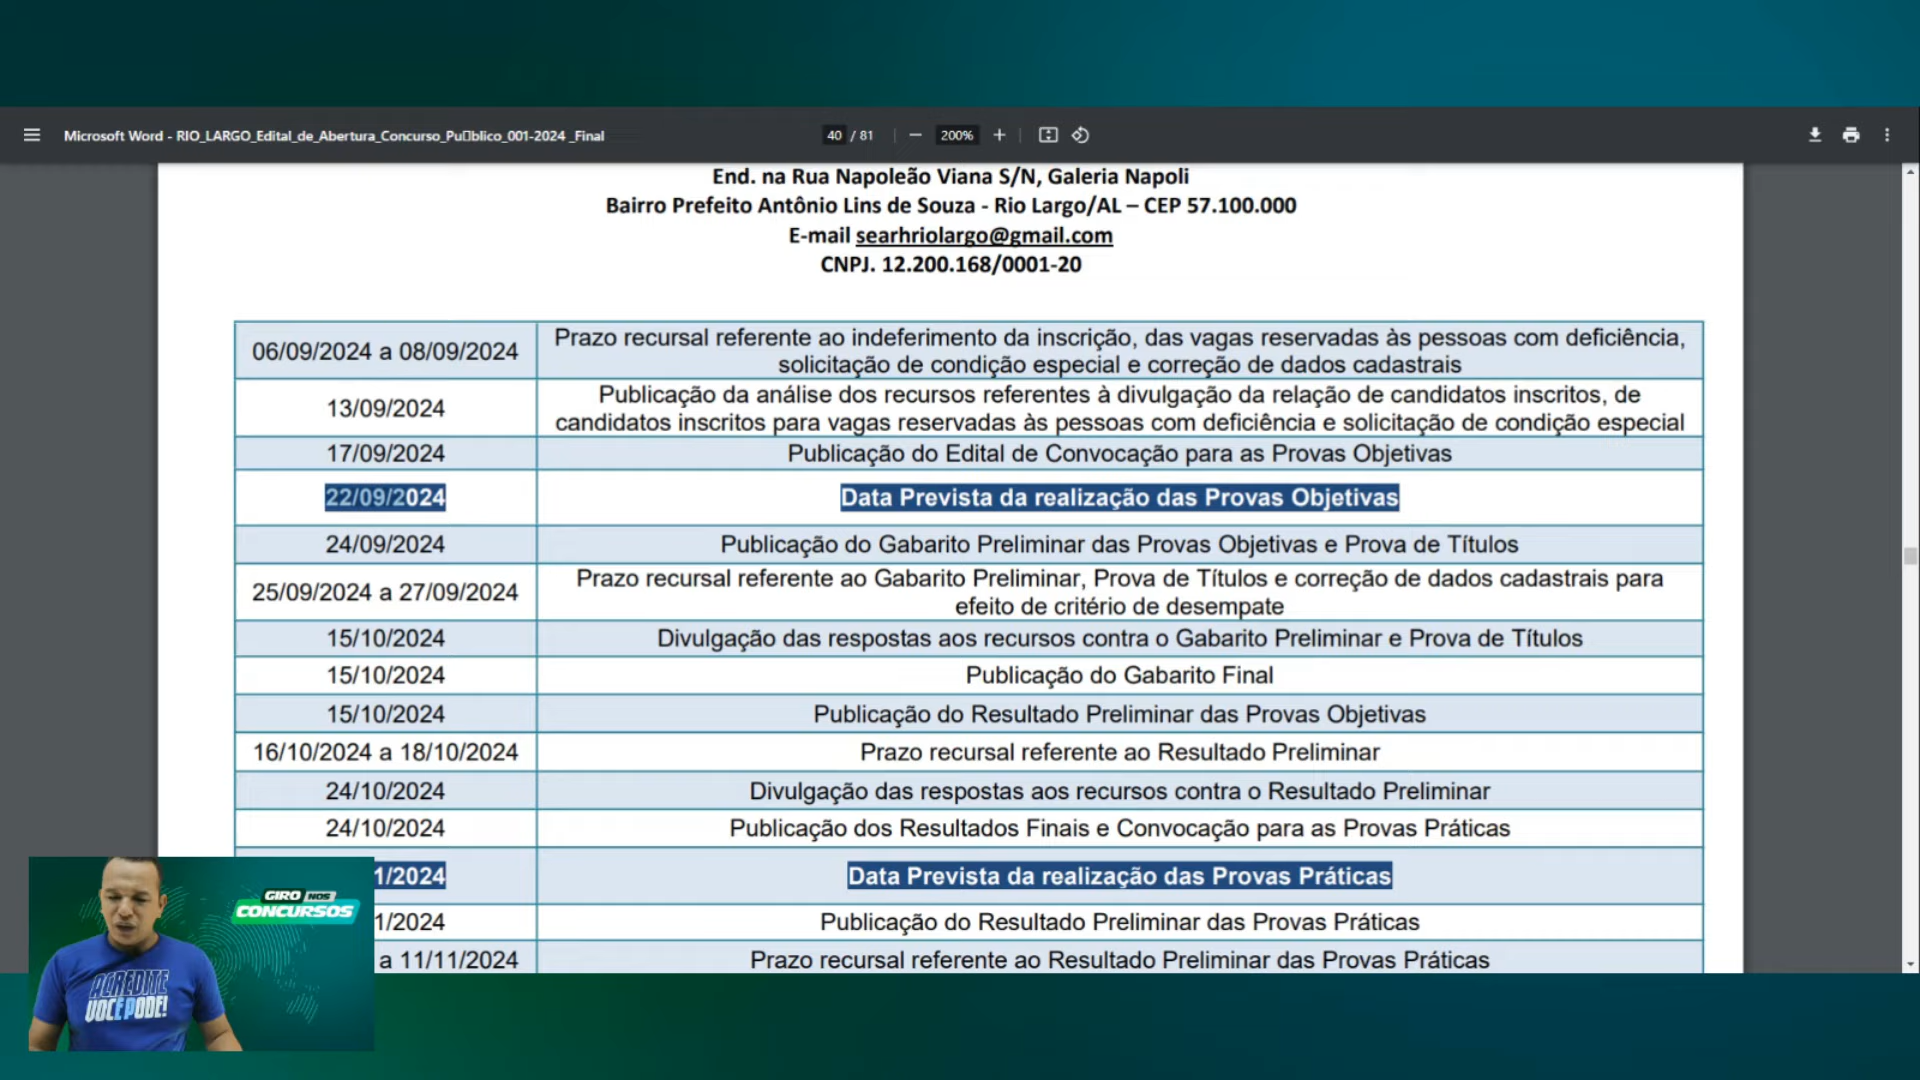 Microsoft Word - RIO_LARGO_Edital_de_Abertura_Concurso_Pu▯blico_001-2024 _Final
40 / 81
200%
End. na Rua Napoleão Viana S/N, Galeria Napoli
Bairro Prefeito Antônio Lins de Souza - Rio Largo/AL – CEP 57.100.000
E-mail searhriolargo@gmail.com
CNPJ. 12.200.168/0001-20
06/09/2024 a 08/09/2024
Prazo recursal referente ao indeferimento da inscrição, das vagas reservadas às pessoas com deficiência,
solicitação de condição especial e correção de dados cadastrais
13/09/2024
Publicação da análise dos recursos referentes à divulgação da relação de candidatos inscritos, de
candidatos inscritos para vagas reservadas às pessoas com deficiência e solicitação de condição especial
17/09/2024
Publicação do Edital de Convocação para as Provas Objetivas
22/09/2024
Data Prevista da realização das Provas Objetivas
24/09/2024
Publicação do Gabarito Preliminar das Provas Objetivas e Prova de Títulos
25/09/2024 a 27/09/2024
Prazo recursal referente ao Gabarito Preliminar, Prova de Títulos e correção de dados cadastrais para
efeito de critério de desempate
15/10/2024
Divulgação das respostas aos recursos contra o Gabarito Preliminar e Prova de Títulos
15/10/2024
Publicação do Gabarito Final
15/10/2024
Publicação do Resultado Preliminar das Provas Objetivas
16/10/2024 a 18/10/2024
Prazo recursal referente ao Resultado Preliminar
24/10/2024
Divulgação das respostas aos recursos contra o Resultado Preliminar
24/10/2024
Publicação dos Resultados Finais e Convocação para as Provas Práticas
1/2024
Data Prevista da realização das Provas Práticas
1/2024
Publicação do Resultado Preliminar das Provas Práticas
a 11/11/2024
Prazo recursal referente ao Resultado Preliminar das Provas Práticas
GIRO NOS
CONCURSOS
ACREDITE
VOCÊ PODE!